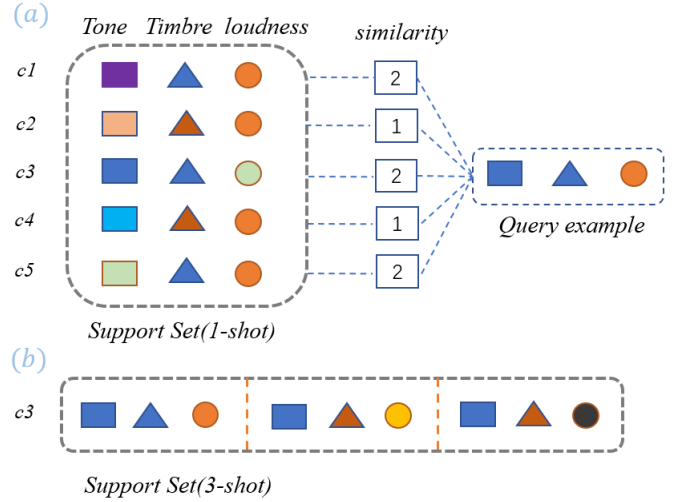 (a)
Tone Timbre loudness
similarity
c1
2
c2
1
c3
2
c4
1
c5
2
Query example
Support Set(1-shot)
(b)
c3
Support Set(3-shot)